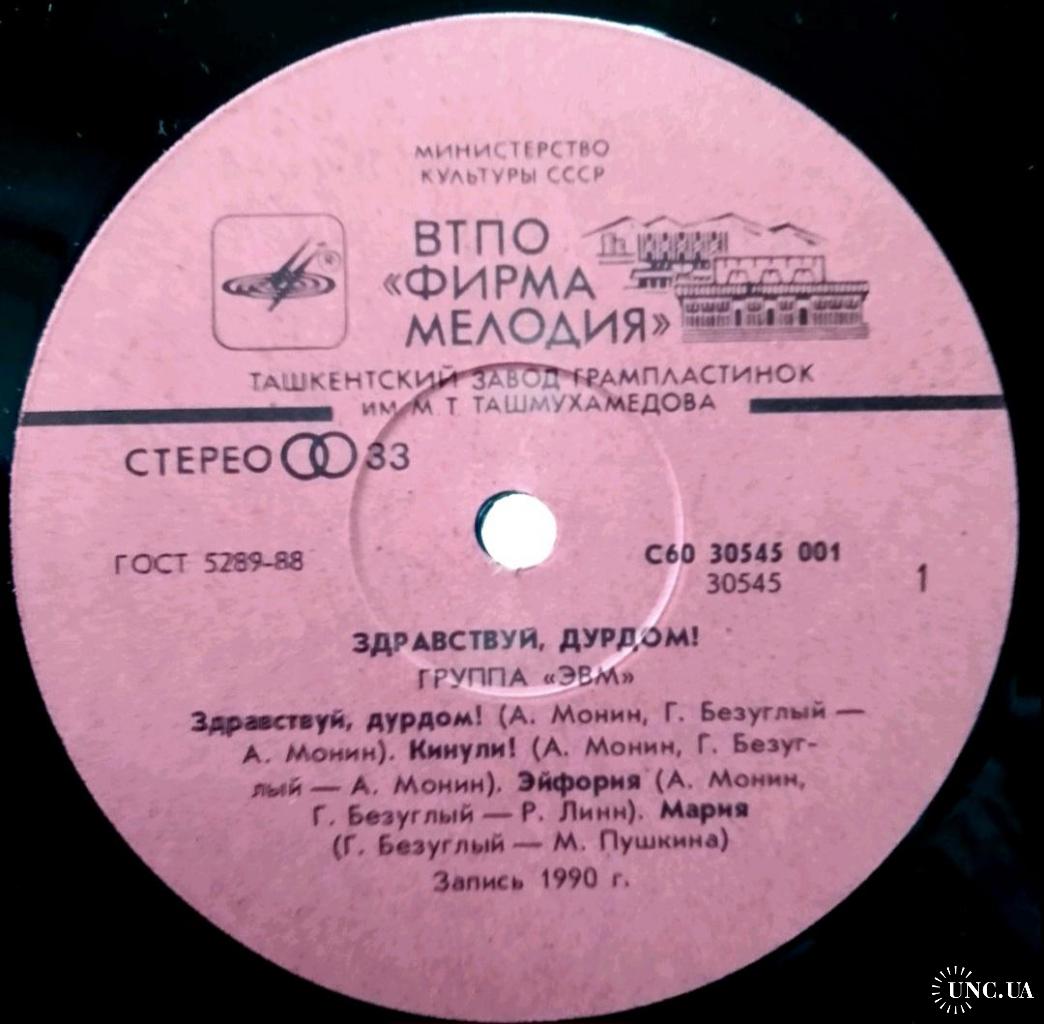 МИНИСТЕРСТВО
КУЛЬТУРЫ СССР
ВТПО
«ФИРМА
МЕЛОДИЯ»
ТАШКЕНТСКИЙ ЗАВОД ГРАМПЛАСТИНОК
ИМ. М. Т. ТАШМУХАМЕДОВА
СТЕРЕО 33
ГОСТ 5289-88
С60 30545 001
30545
1
ЗДРАВСТВУЙ, ДУРДОМ!
ГРУППА «ЭВМ»
Здравствуй, дурдом! (А. Монин, Г. Безуглый —
А. Монин). Кинули! (А. Монин, Г. Безуг-
лый — А. Монин). Эйфория (А. Монин,
Г. Безуглый — Р. Линн). Мария
(Г. Безуглый — М. Пушкина)
Запись 1990 г.
UNC.UA